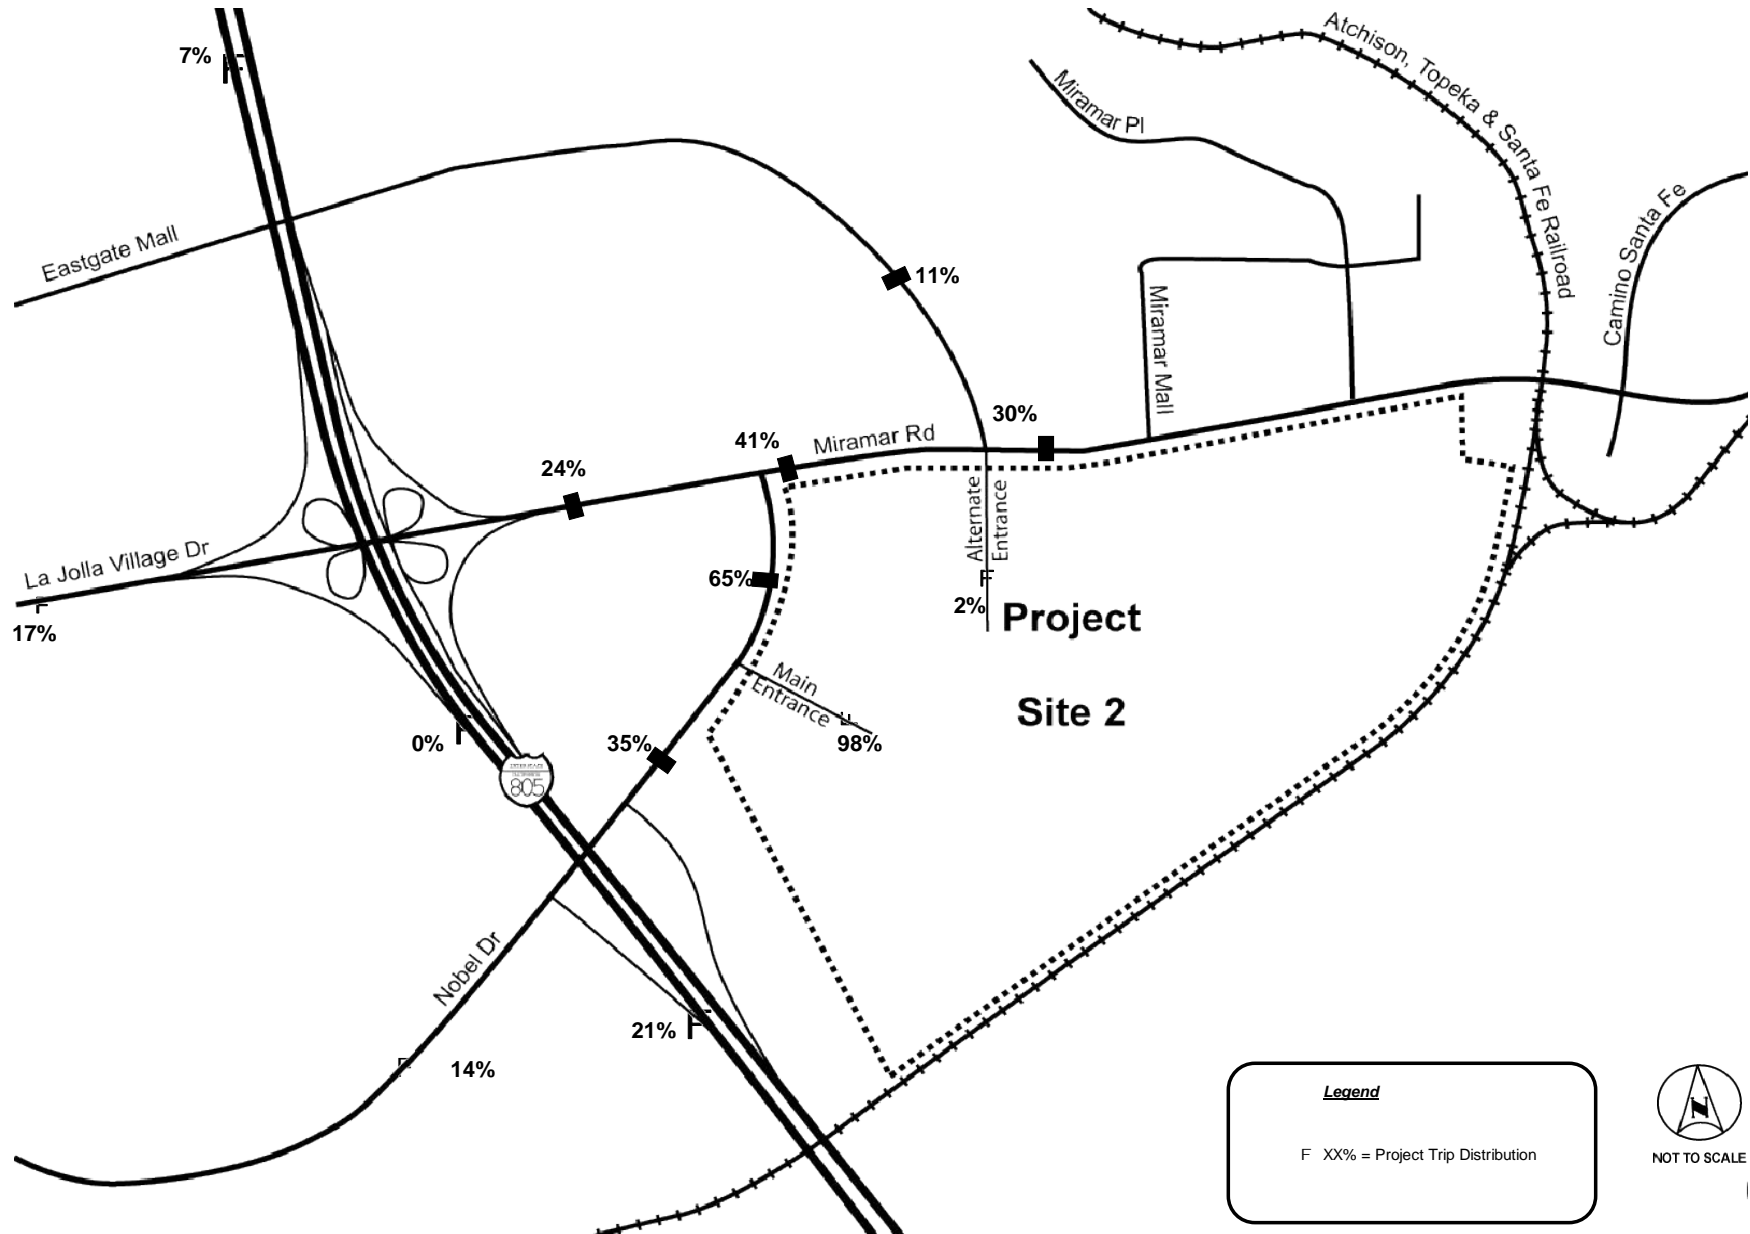 7%
Atchison, Topeka & Santa Fe Railroad
Miramar Pl
Eastgate Mall
Camino Santa Fe
11%
Miramar Mall
30%
41%
Miramar Rd
24%
Alternate
Entrance
La Jolla Village Dr
65%
F
2%
Project
17%
Main
Entrance
Site 2
0%
35%
98%
805
Nobel Dr
21%
F
14%
Legend
F XX% = Project Trip Distribution
NOT TO SCALE